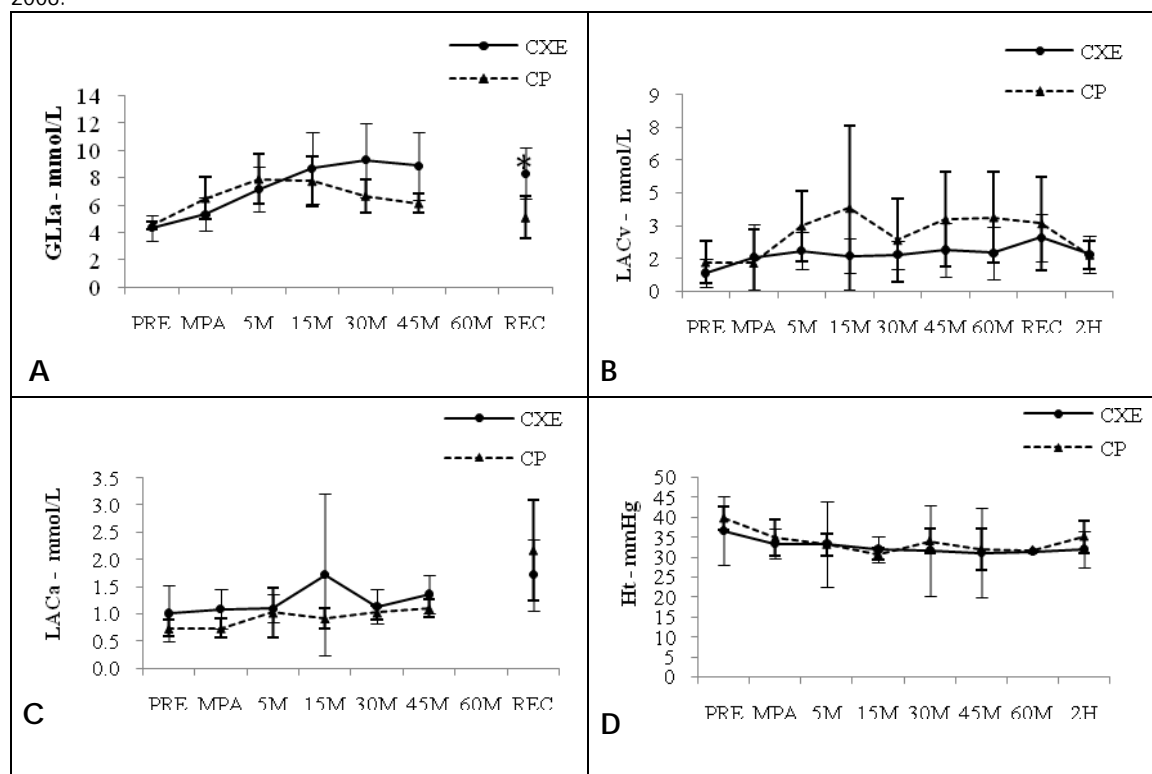 CXE
CP
GLIa - mmol/L
14
12
10
8
6
4
2
0
*
PRE MPA 5M 15M 30M 45M 60M REC
A
CXE
CP
LACv - mmol/L
9
8
6
5
3
2
0
PRE MPA 5M 15M 30M 45M 60M REC 2H
B
CXE
CP
LACa - mmol/L
3.5
3.0
2.5
2.0
1.5
1.0
0.5
0.0
PRE MPA 5M 15M 30M 45M 60M REC
C
CXE
CP
Ht - mmHg
50
45
40
35
30
25
20
15
10
5
0
PRE MPA 5M 15M 30M 45M 60M 2H
D